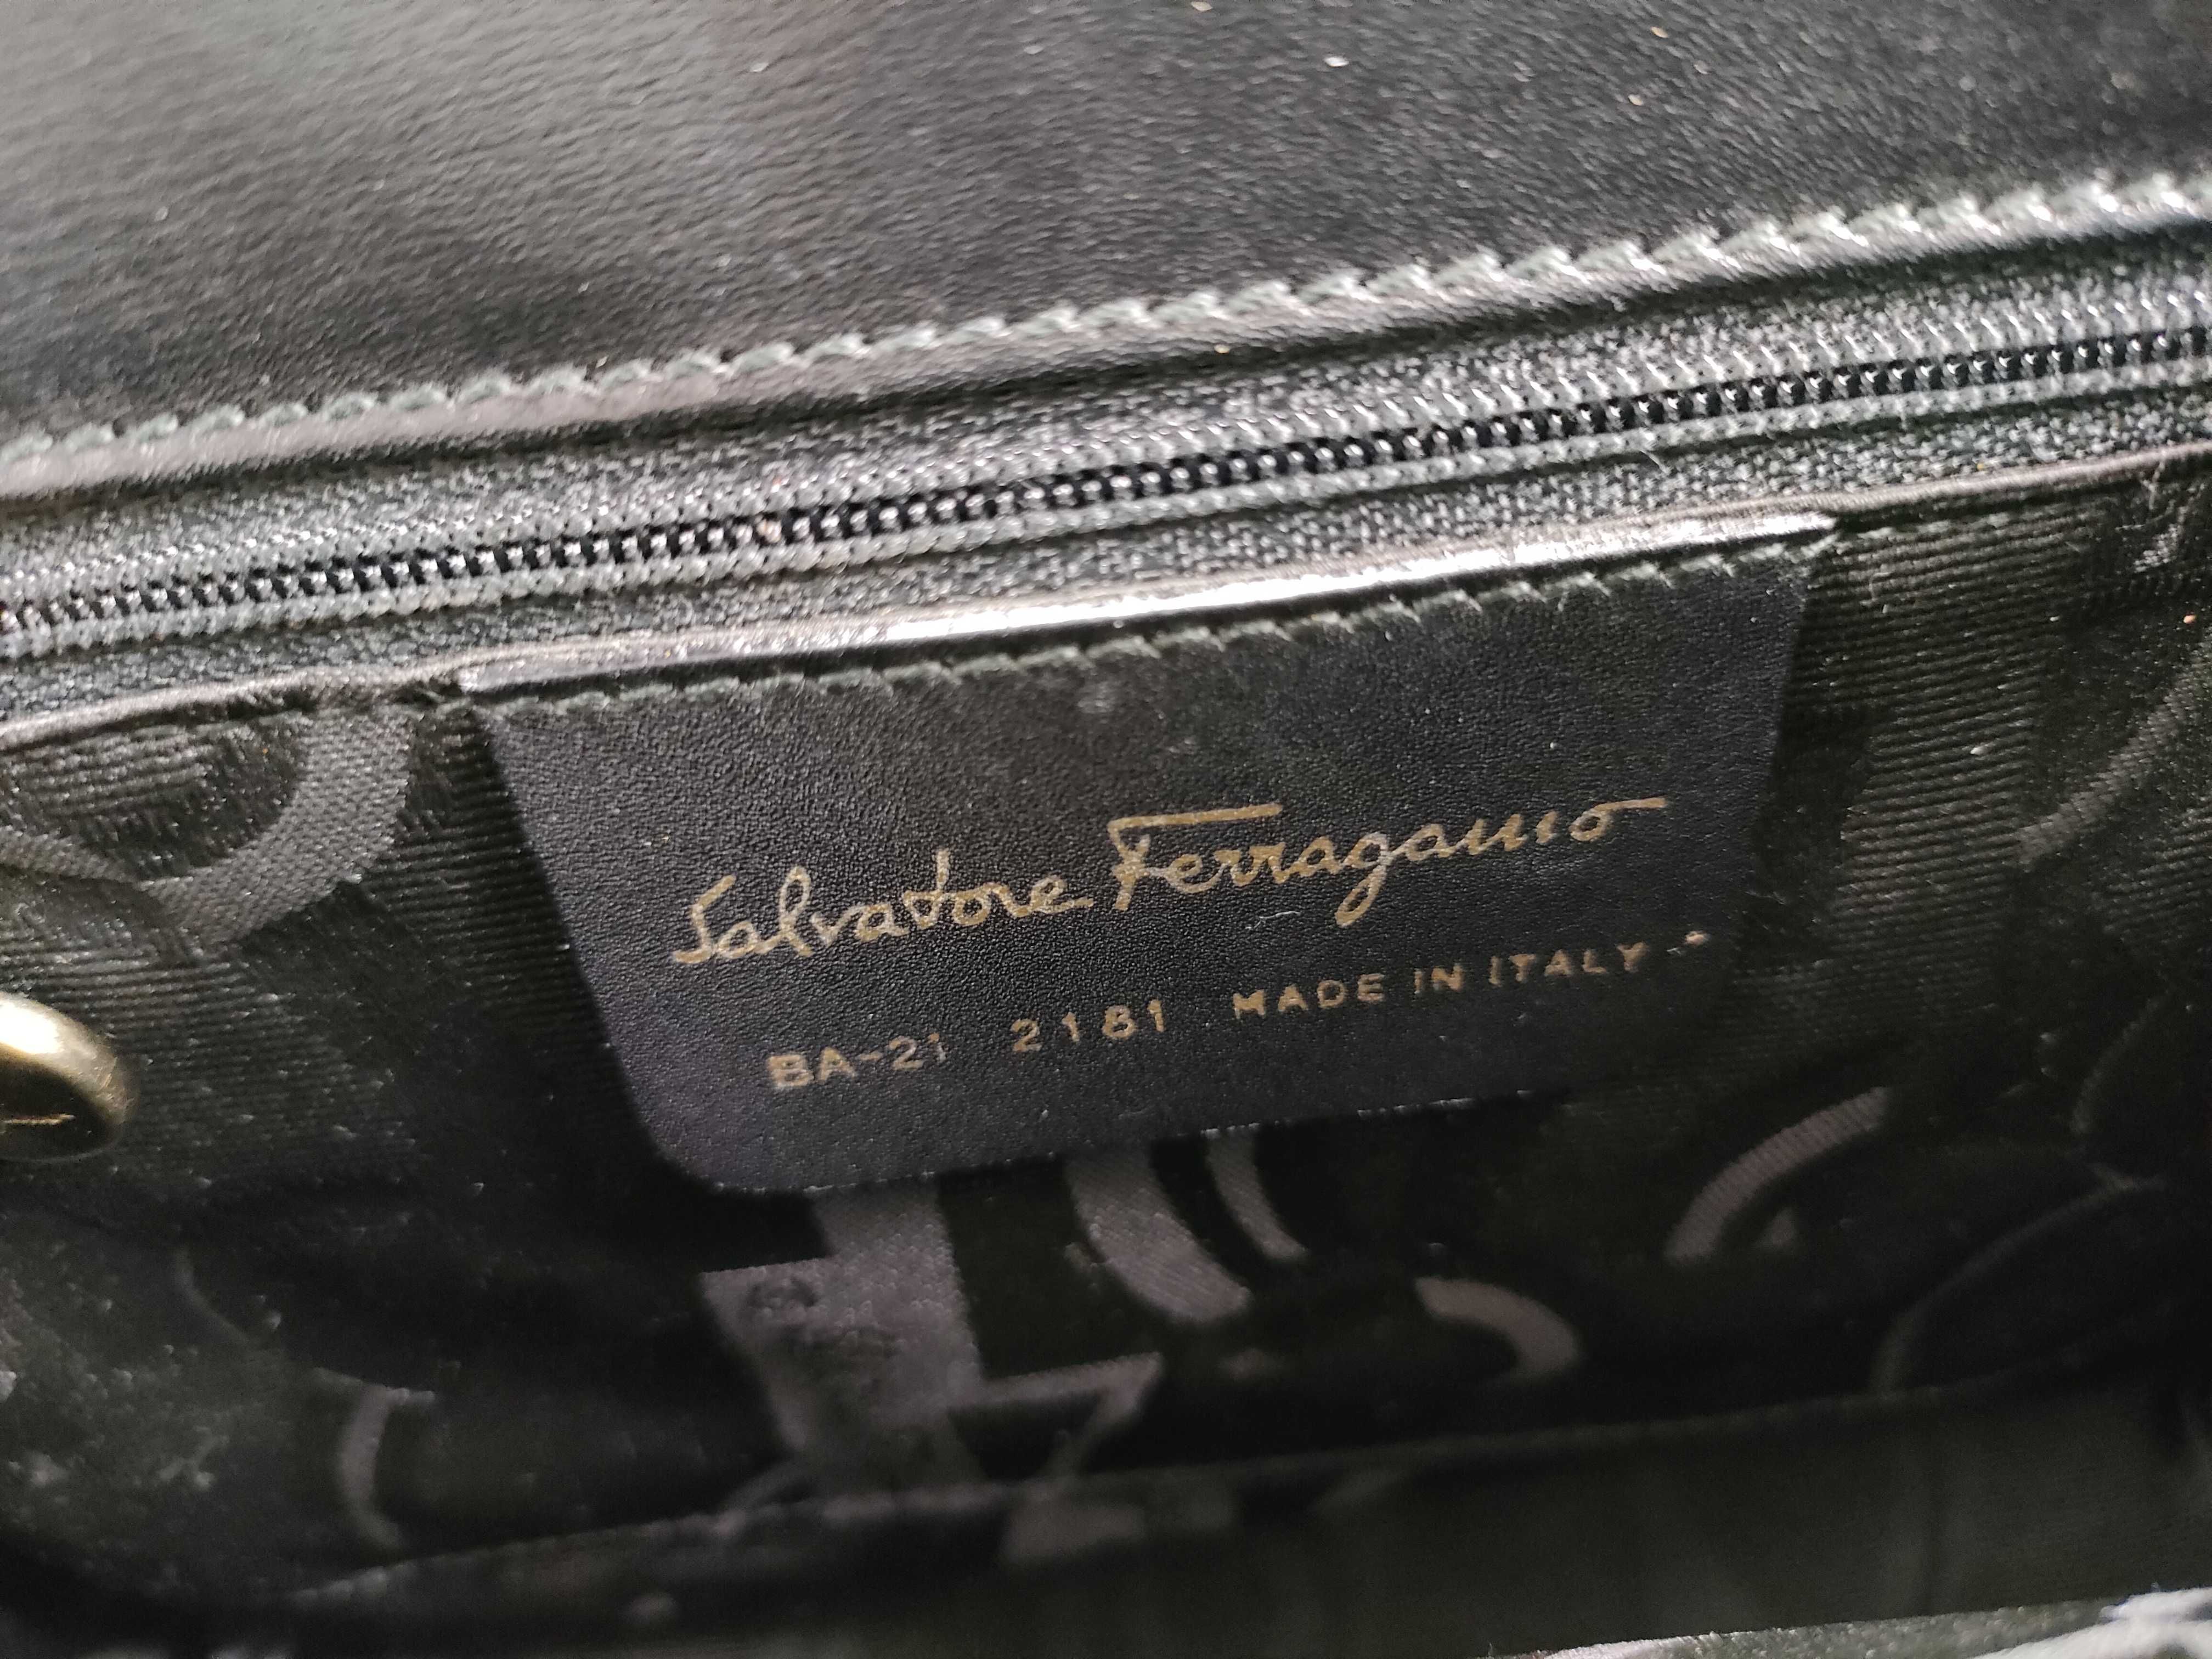 Salvatore Ferragamo
BA-21 2181 MADE IN ITALY